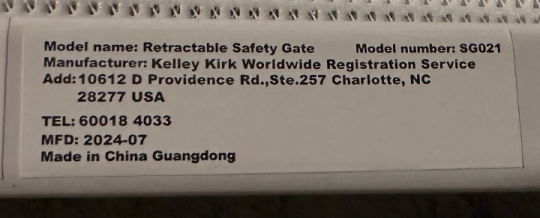 Model name: Retractable Safety Gate Model number: SG021
Manufacturer: Kelley Kirk Worldwide Registration Service
Add:10612 D Providence Rd.,Ste.257 Charlotte, NC
28277 USA
TEL: 60018 4033
MFD: 2024-07
Made in China Guangdong